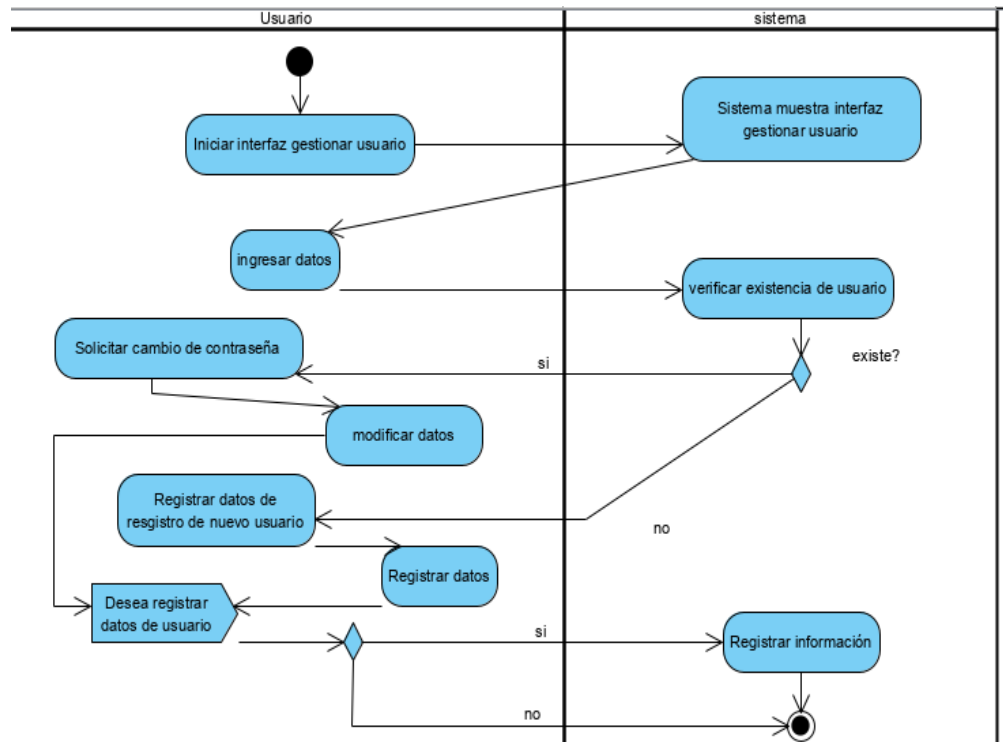 Usuario
sistema
Sistema muestra interfaz
gestionar usuario
Iniciar interfaz gestionar usuario
ingresar datos
verificar existencia de usuario
Solicitar cambio de contraseña
existe?
si
modificar datos
Registrar datos de
resgistro de nuevo usuario
no
Registrar datos
Desea registrar
datos de usuario
si
Registrar información
no